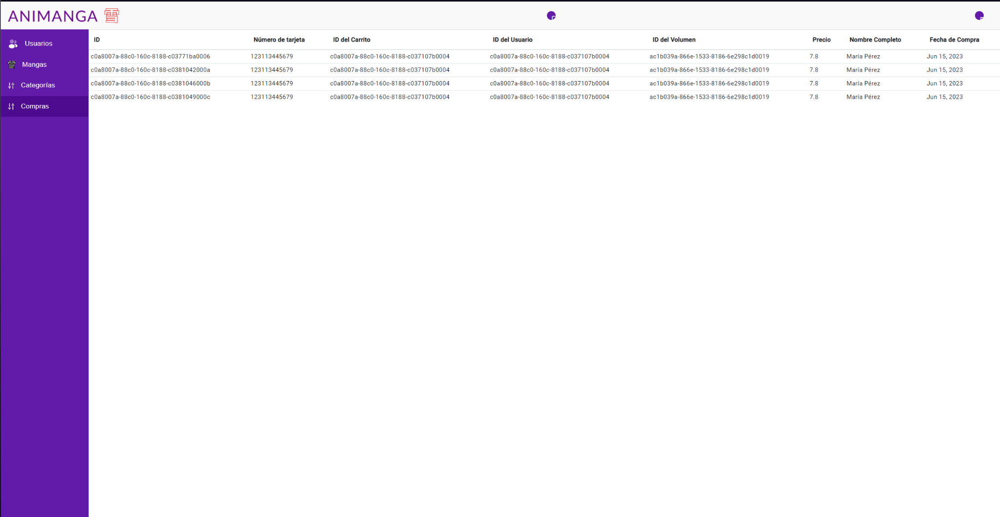 ANIMANGA
Usuarios
Mangas
Categorías
Compras
ID Número de tarjeta ID del Carrito ID del Usuario ID del Volumen Precio Nombre Completo Fecha de Compra
c0a8007a-88c0-160c-8188-c03771ba0006 123113445679 c0a8007a-88c0-160c-8188-c037107b0004 c0a8007a-88c0-160c-8188-c037107b0004 ac1b039a-866e-1533-8186-6e298c1d0019 7.8 María Pérez Jun 15, 2023
c0a8007a-88c0-160c-8188-c0381042000a 123113445679 c0a8007a-88c0-160c-8188-c037107b0004 c0a8007a-88c0-160c-8188-c037107b0004 ac1b039a-866e-1533-8186-6e298c1d0019 7.8 María Pérez Jun 15, 2023
c0a8007a-88c0-160c-8188-c0381046000b 123113445679 c0a8007a-88c0-160c-8188-c037107b0004 c0a8007a-88c0-160c-8188-c037107b0004 ac1b039a-866e-1533-8186-6e298c1d0019 7.8 María Pérez Jun 15, 2023
c0a8007a-88c0-160c-8188-c0381049000c 123113445679 c0a8007a-88c0-160c-8188-c037107b0004 c0a8007a-88c0-160c-8188-c037107b0004 ac1b039a-866e-1533-8186-6e298c1d0019 7.8 María Pérez Jun 15, 2023